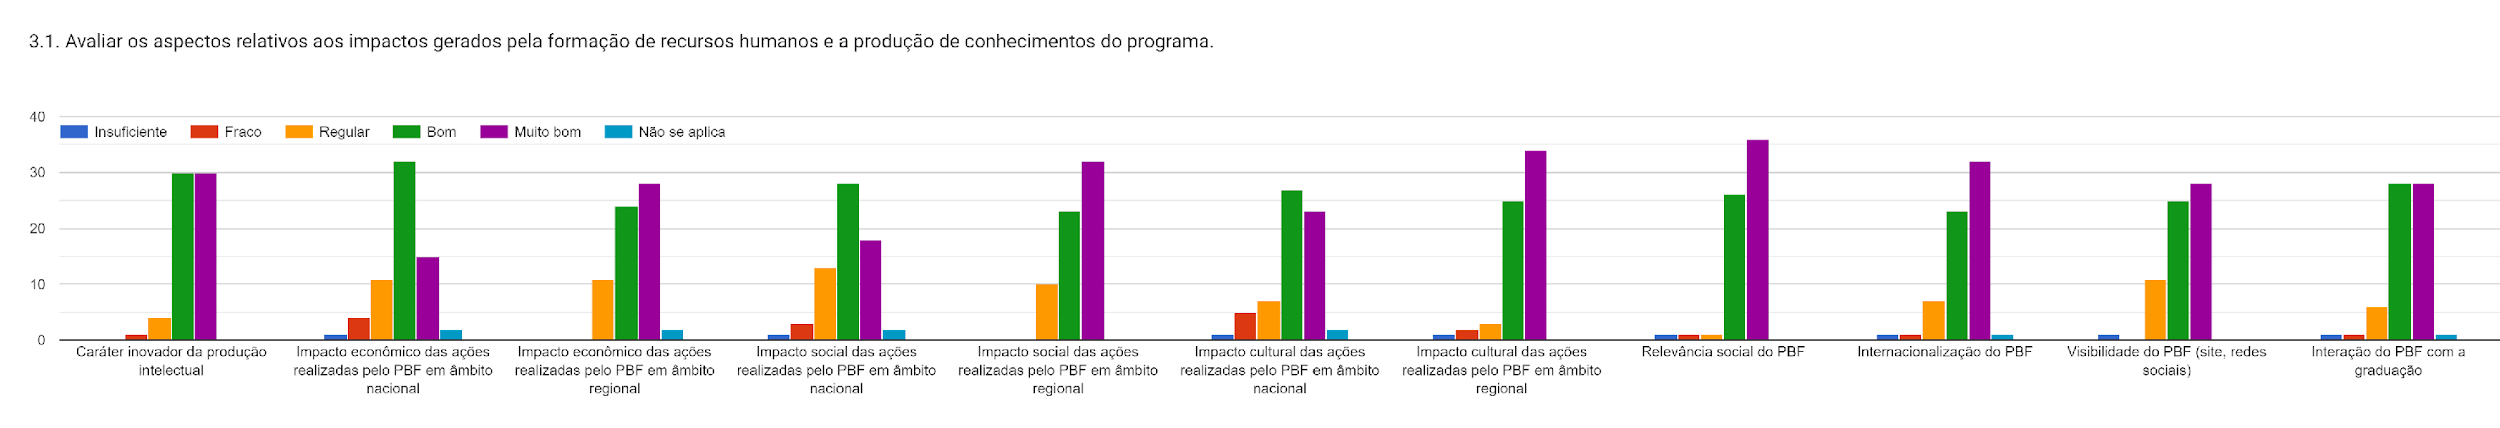 3.1. Avaliar os aspectos relativos aos impactos gerados pela formação de recursos humanos e a produção de conhecimentos do programa.
40
Insuficiente Fraco Regular Bom Muito bom Não se aplica
30
20
10
0
Caráter inovador da produção
intelectual
Impacto econômico das ações
realizadas pelo PBF em âmbito
nacional
Impacto econômico das ações
realizadas pelo PBF em âmbito
regional
Impacto social das ações
realizadas pelo PBF em âmbito
nacional
Impacto social das ações
realizadas pelo PBF em âmbito
regional
Impacto cultural das ações
realizadas pelo PBF em âmbito
nacional
Impacto cultural das ações
realizadas pelo PBF em âmbito
regional
Relevância social do PBF
Internacionalização do PBF
Visibilidade do PBF (site, redes
sociais)
Interação do PBF com a
graduação